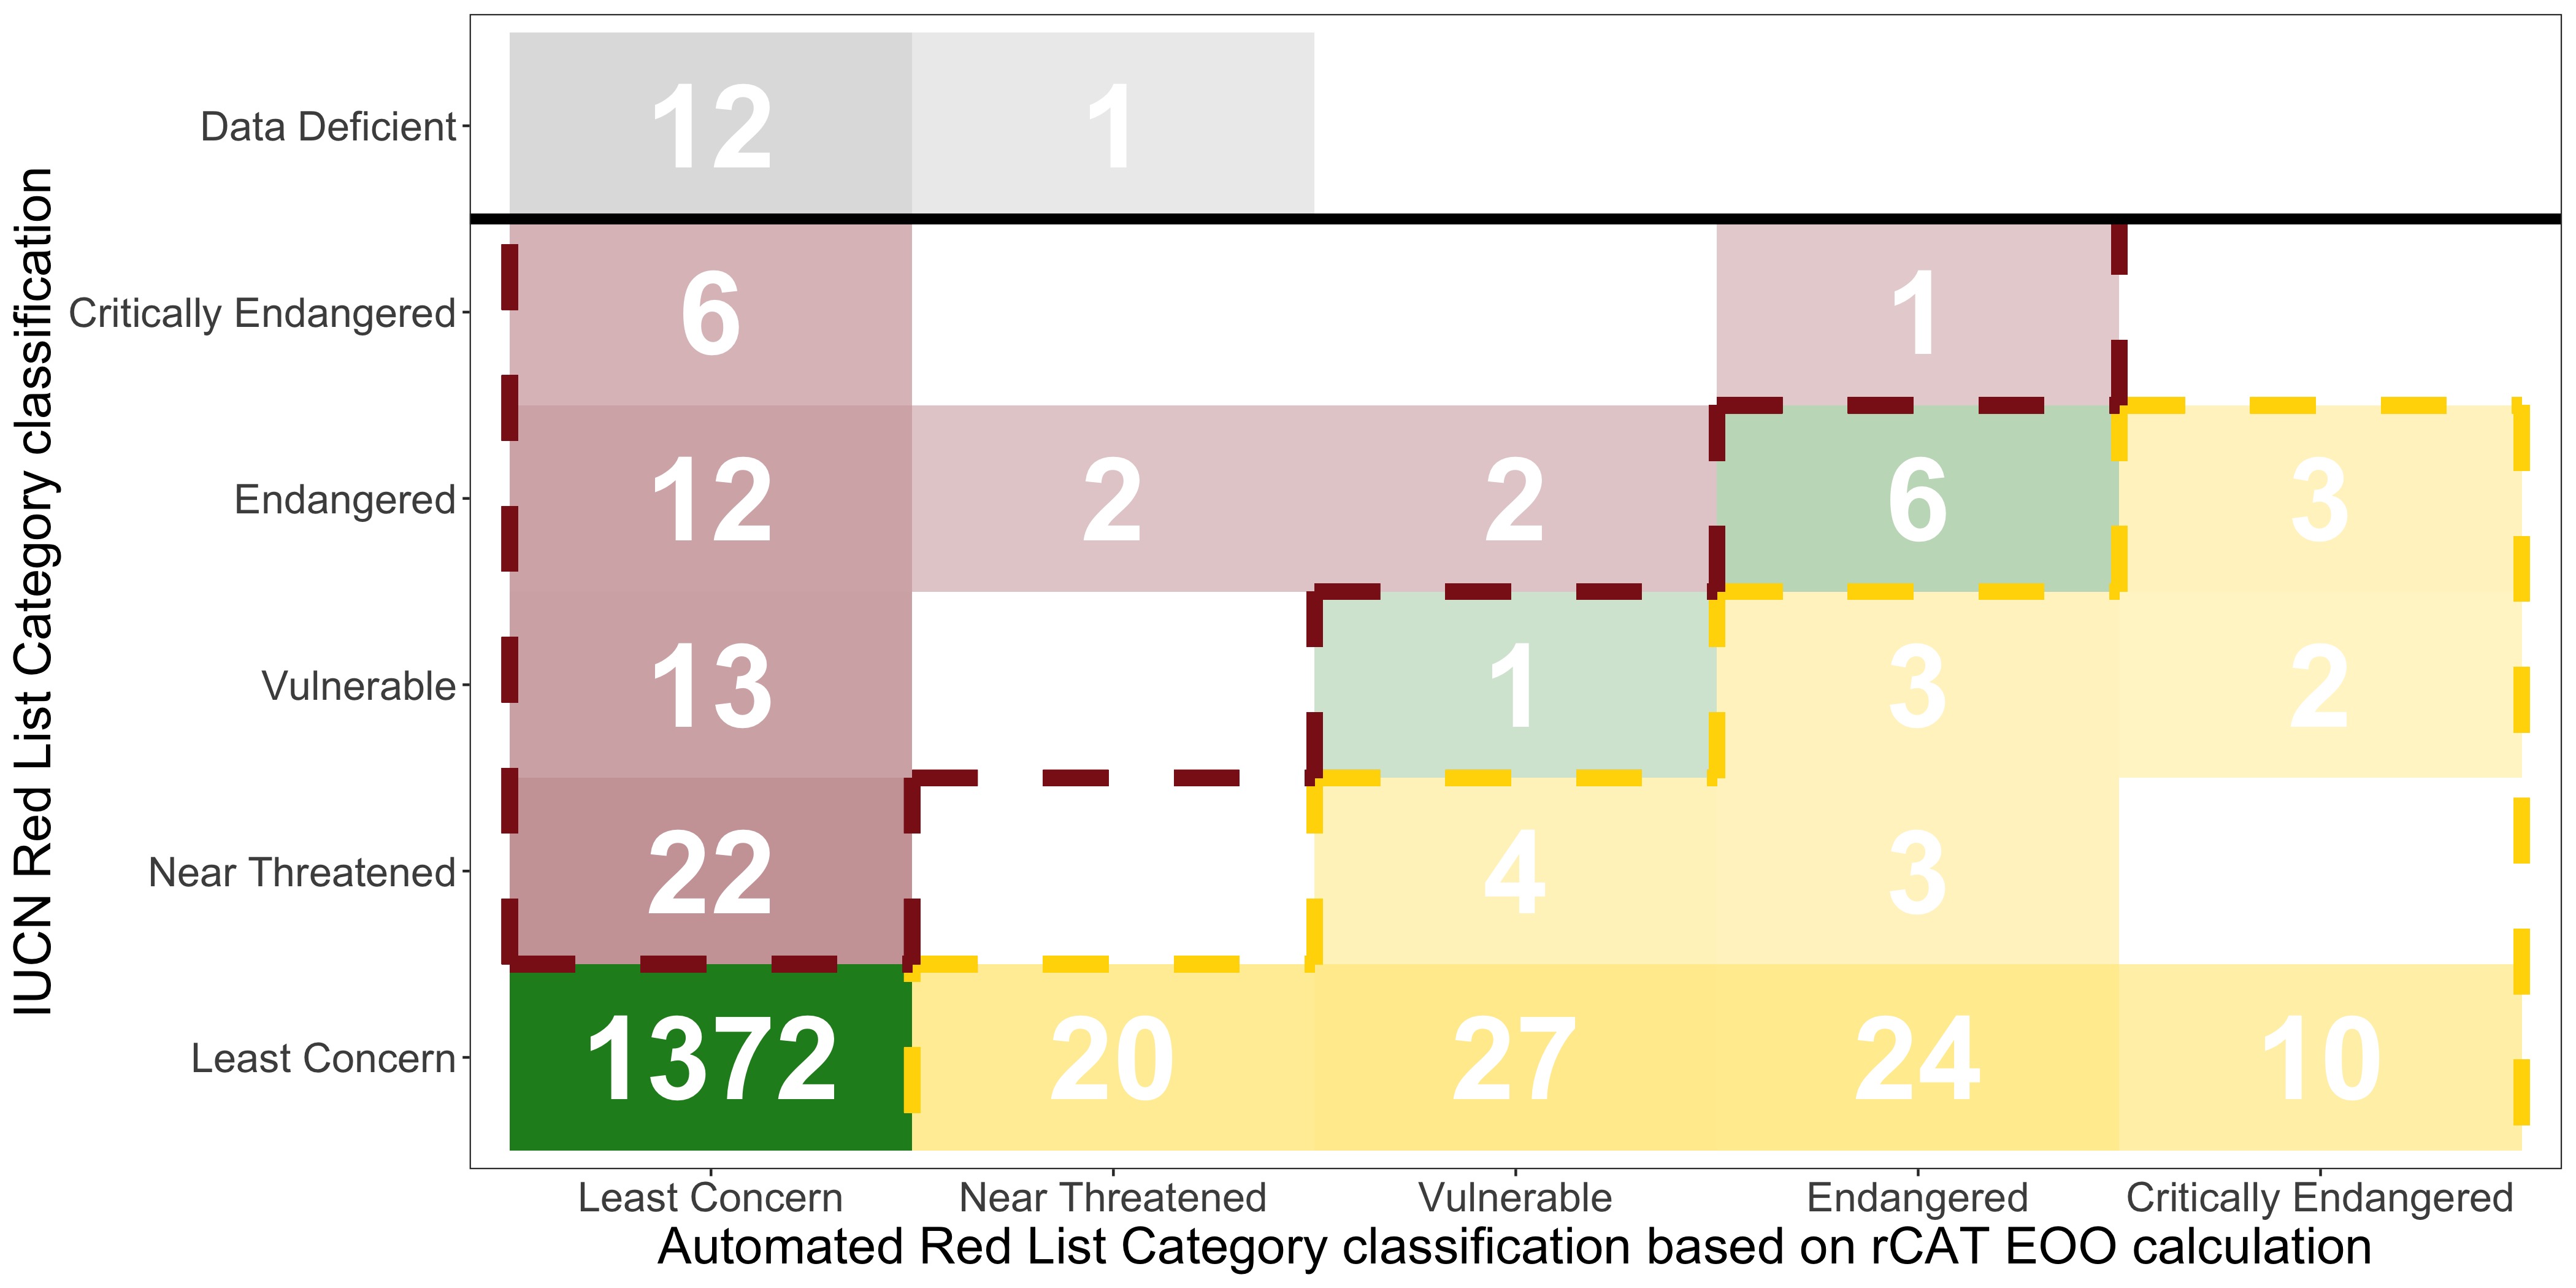 IUCN Red List Category classification
Data Deficient 12 1
Critically Endangered 6 1
Endangered 12 2 2 6 3
Vulnerable 13 1 3 2
Near Threatened 22 4 3
Least Concern 1372 20 27 24 10
Least Concern Near Threatened Vulnerable Endangered Critically Endangered
Automated Red List Category classification based on rCAT EOO calculation